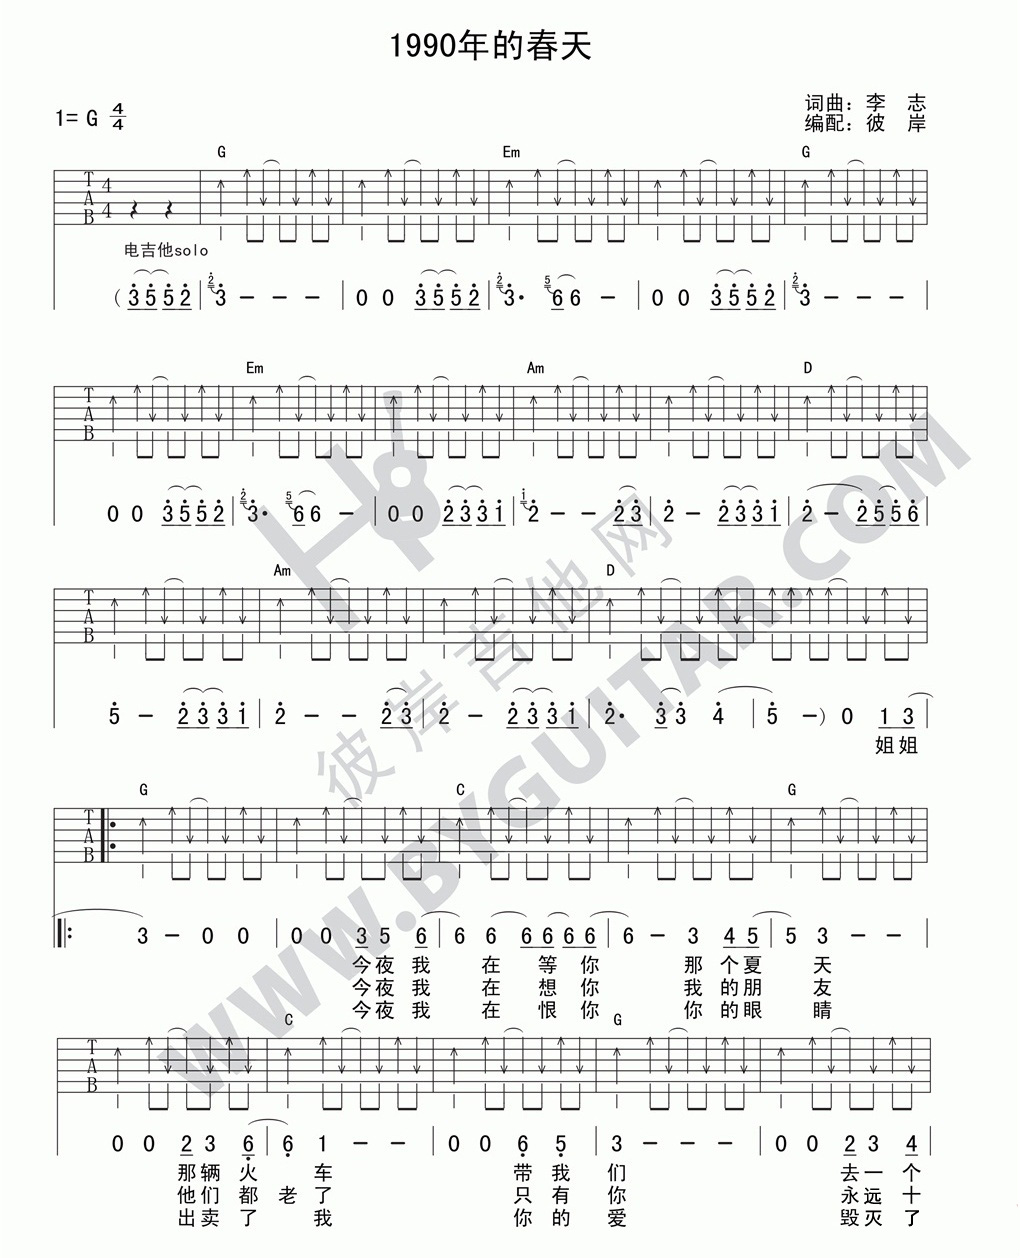 1990年的春天
词曲：李 志
1= G 4/4
编配：彼 岸
G Em G
T A B 4 4
电吉他solo
( 3 5 5 2 | 2 3 - - - | 0 0 3 5 5 2 | 2 3 · 5 6 6 - | 0 0 3 5 5 2 | 2 3 - - -
Em Am D
T A B
0 0 3 5 5 2 | 2 3 · 5 6 6 - | 0 0 2 3 3 1 | 1 2 - - 2 3 | 2 - 2 3 3 1 | 2 - 2 5 5 6
Am D
T A B
5 - 2 3 3 1 | 2 - - 2 3 | 2 - 2 3 3 1 | 2 · 3 3 4 | 5 - ) 0 1 3
姐 姐
G C G
T A B
3 - 0 0 | 0 0 3 5 6 | 6 6 6 6 6 6 | 6 - 3 4 5 | 5 3 - -
今 夜 我 在 等 你 那 个 夏 天
今 夜 我 在 想 你 我 的 朋 友
今 夜 我 在 恨 你 你 的 眼 睛
C G
T A B
0 0 2 3 6 | 6 1 - - | 0 0 6 5 | 3 - - - | 0 0 2 3 4
那 辆 火 车 带 我 们 去 一 个
他 们 都 老 了 只 有 你 永 远 十
出 卖 了 我 你 的 爱 毁 灭 了
彼岸吉他网
WWW.BYGUITAR.COM